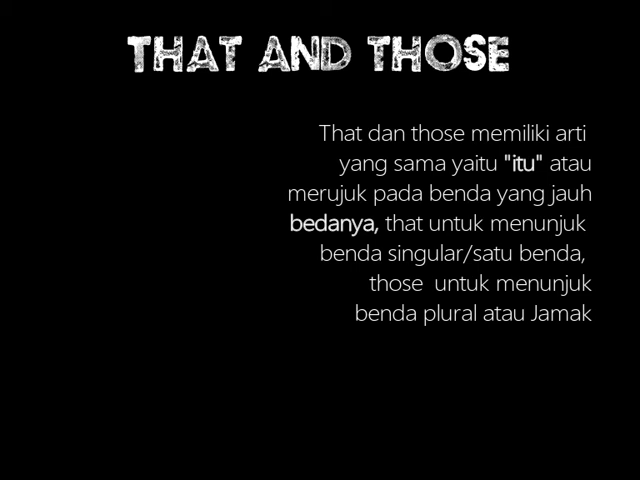 THAT AND THOSE
That dan those memiliki arti
yang sama yaitu "itu" atau
merujuk pada benda yang jauh
bedanya, that untuk menunjuk
benda singular/satu benda,
those untuk menunjuk
benda plural atau Jamak